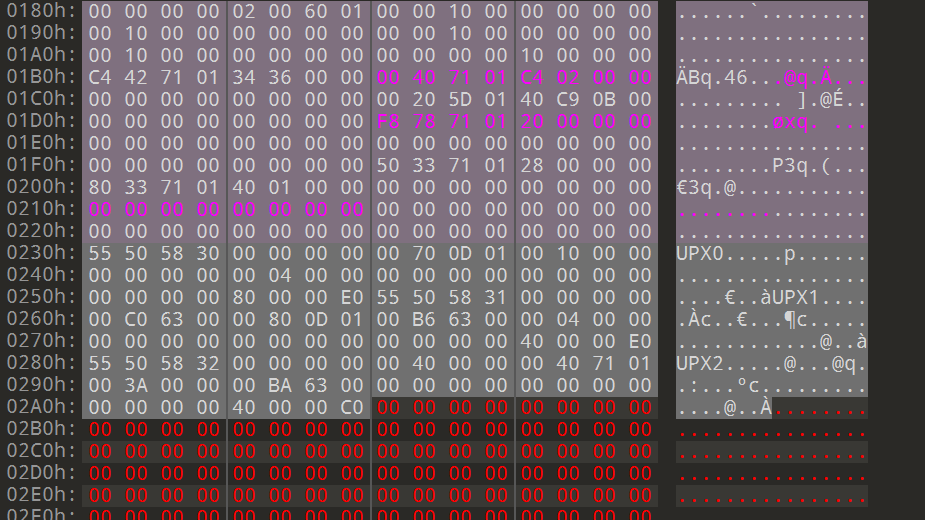 0180h: 00 00 00 00 02 00 60 01 00 00 10 00 00 00 00 00 ......`.........
0190h: 00 10 00 00 00 00 00 00 00 00 10 00 00 00 00 00 ................
01A0h: 00 10 00 00 00 00 00 00 00 00 00 00 10 00 00 00 ................
01B0h: C4 42 71 01 34 36 00 00 00 40 71 01 C4 02 00 00 ÄBq.46...@q.Ä...
01C0h: 00 00 00 00 00 00 00 00 00 20 5D 01 40 C9 0B 00 ......... ].@É..
01D0h: 00 00 00 00 00 00 00 00 F8 78 71 01 20 00 00 00 ........øxq. ...
01E0h: 00 00 00 00 00 00 00 00 00 00 00 00 00 00 00 00 ................
01F0h: 00 00 00 00 00 00 00 00 50 33 71 01 28 00 00 00 ........P3q.(...
0200h: 80 33 71 01 40 01 00 00 00 00 00 00 00 00 00 00 €3q.@...........
0210h: 00 00 00 00 00 00 00 00 00 00 00 00 00 00 00 00 ................
0220h: 00 00 00 00 00 00 00 00 00 00 00 00 00 00 00 00 ................
0230h: 55 50 58 30 00 00 00 00 00 70 0D 01 00 10 00 00 UPX0.....p......
0240h: 00 00 00 00 00 04 00 00 00 00 00 00 00 00 00 00 ................
0250h: 00 00 00 00 80 00 00 E0 55 50 58 31 00 00 00 00 ....€..àUPX1....
0260h: 00 C0 63 00 00 80 0D 01 00 B6 63 00 00 04 00 00 .Àc..€...¶c.....
0270h: 00 00 00 00 00 00 00 00 00 00 00 00 40 00 00 E0 ............@..à
0280h: 55 50 58 32 00 00 00 00 00 40 00 00 00 40 71 01 UPX2.....@...@q.
0290h: 00 3A 00 00 00 BA 63 00 00 00 00 00 00 00 00 00 .:...ºc.........
02A0h: 00 00 00 00 40 00 00 C0 00 00 00 00 00 00 00 00 ....@..À........
02B0h: 00 00 00 00 00 00 00 00 00 00 00 00 00 00 00 00 ................
02C0h: 00 00 00 00 00 00 00 00 00 00 00 00 00 00 00 00 ................
02D0h: 00 00 00 00 00 00 00 00 00 00 00 00 00 00 00 00 ................
02E0h: 00 00 00 00 00 00 00 00 00 00 00 00 00 00 00 00 ................
02F0h: 00 00 00 00 00 00 00 00 00 00 00 00 00 00 00 00 ................